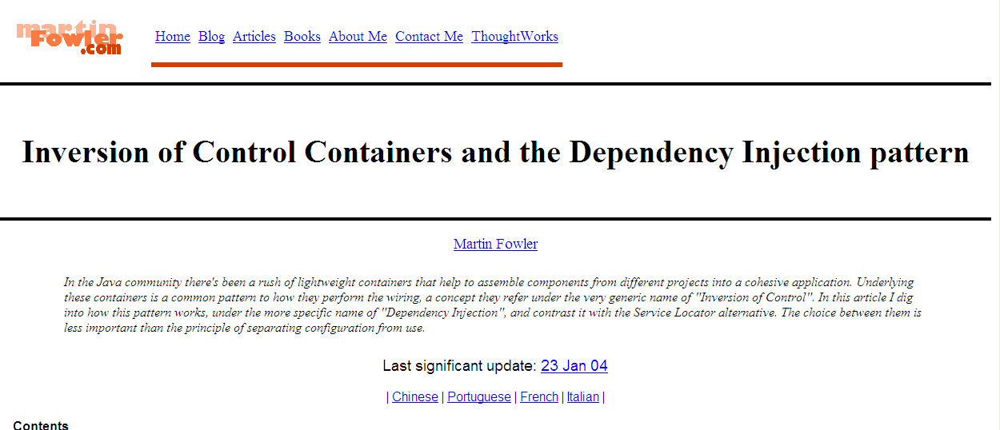 martin
Fowler
.com
Home Blog Articles Books About Me Contact Me ThoughtWorks
Inversion of Control Containers and the Dependency Injection pattern
Martin Fowler
In the Java community there's been a rush of lightweight containers that help to assemble components from different projects into a cohesive application. Underlying
these containers is a common pattern to how they perform the wiring, a concept they refer under the very generic name of "Inversion of Control". In this article I dig
into how this pattern works, under the more specific name of "Dependency Injection", and contrast it with the Service Locator alternative. The choice between them is
less important than the principle of separating configuration from use.
Last significant update: 23 Jan 04
| Chinese | Portuguese | French | Italian |
Contents